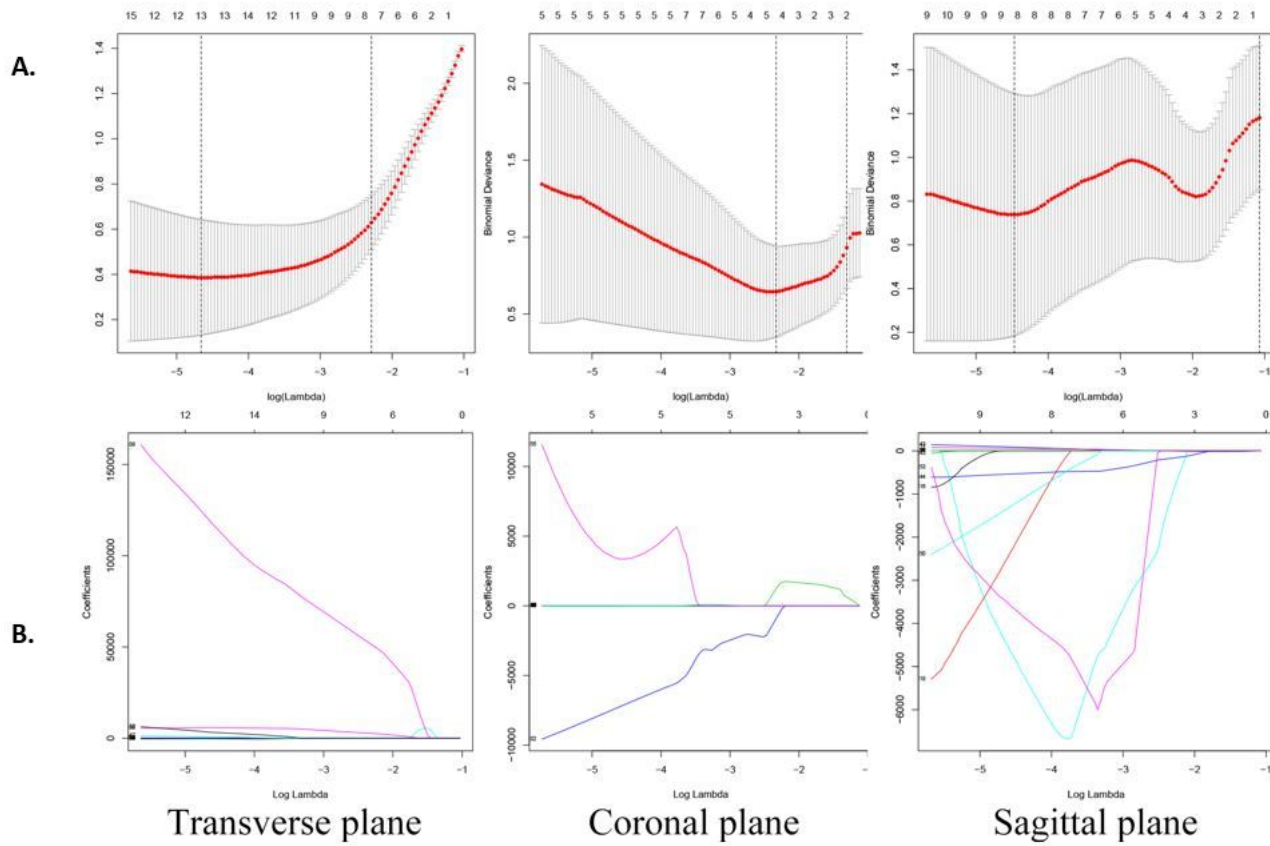 15 12 12 13 14 12 11 9 9 9 8 7 6 6 2 1
5 5 5 5 5 5 5 6 7 6 5 4 5 4 3 3 2
9 10 9 9 8 8 8 8 7 7 6 5 5 4 4 3 2 2 1
A.
1.4
1.2
1.0
0.8
0.6
0.4
0.2
−5 −4 −3 −2 −1
log(Lambda)
Binomial Deviance
2.0
1.5
1.0
0.5
−5 −4 −3 −2
log(Lambda)
Binomial Deviance
1.4
1.2
1.0
0.8
0.6
0.4
0.2
−5 −4 −3 −2 −1
log(Lambda)
B.
12 14 9 6 0
Coefficients
150000
100000
50000
0
−5 −4 −3 −2 −1
Log Lambda
5 5 4 3 0
Coefficients
10000
5000
0
−5000
−10000
−5 −4 −3 −2
Log Lambda
9 8 6 3 0
Coefficients
0
−1000
−2000
−3000
−4000
−5000
−6000
−5 −4 −3 −2 −1
Log Lambda
Transverse plane
Coronal plane
Sagittal plane